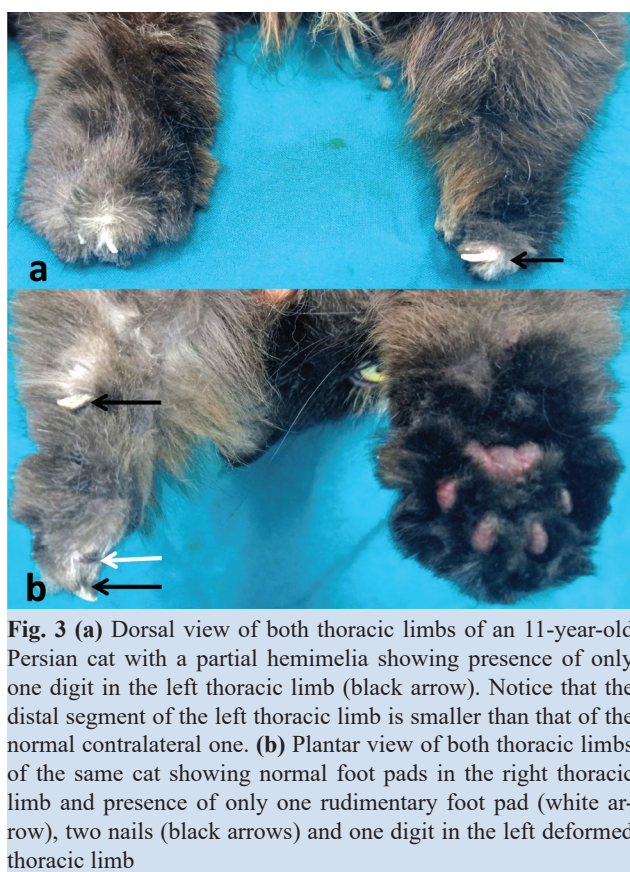 a
b
Fig. 3 (a) Dorsal view of both thoracic limbs of an 11-year-old
Persian cat with a partial hemimelia showing presence of only
one digit in the left thoracic limb (black arrow). Notice that the
distal segment of the left thoracic limb is smaller than that of the
normal contralateral one. (b) Plantar view of both thoracic limbs
of the same cat showing normal foot pads in the right thoracic
limb and presence of only one rudimentary foot pad (white ar-
row), two nails (black arrows) and one digit in the left deformed
thoracic limb